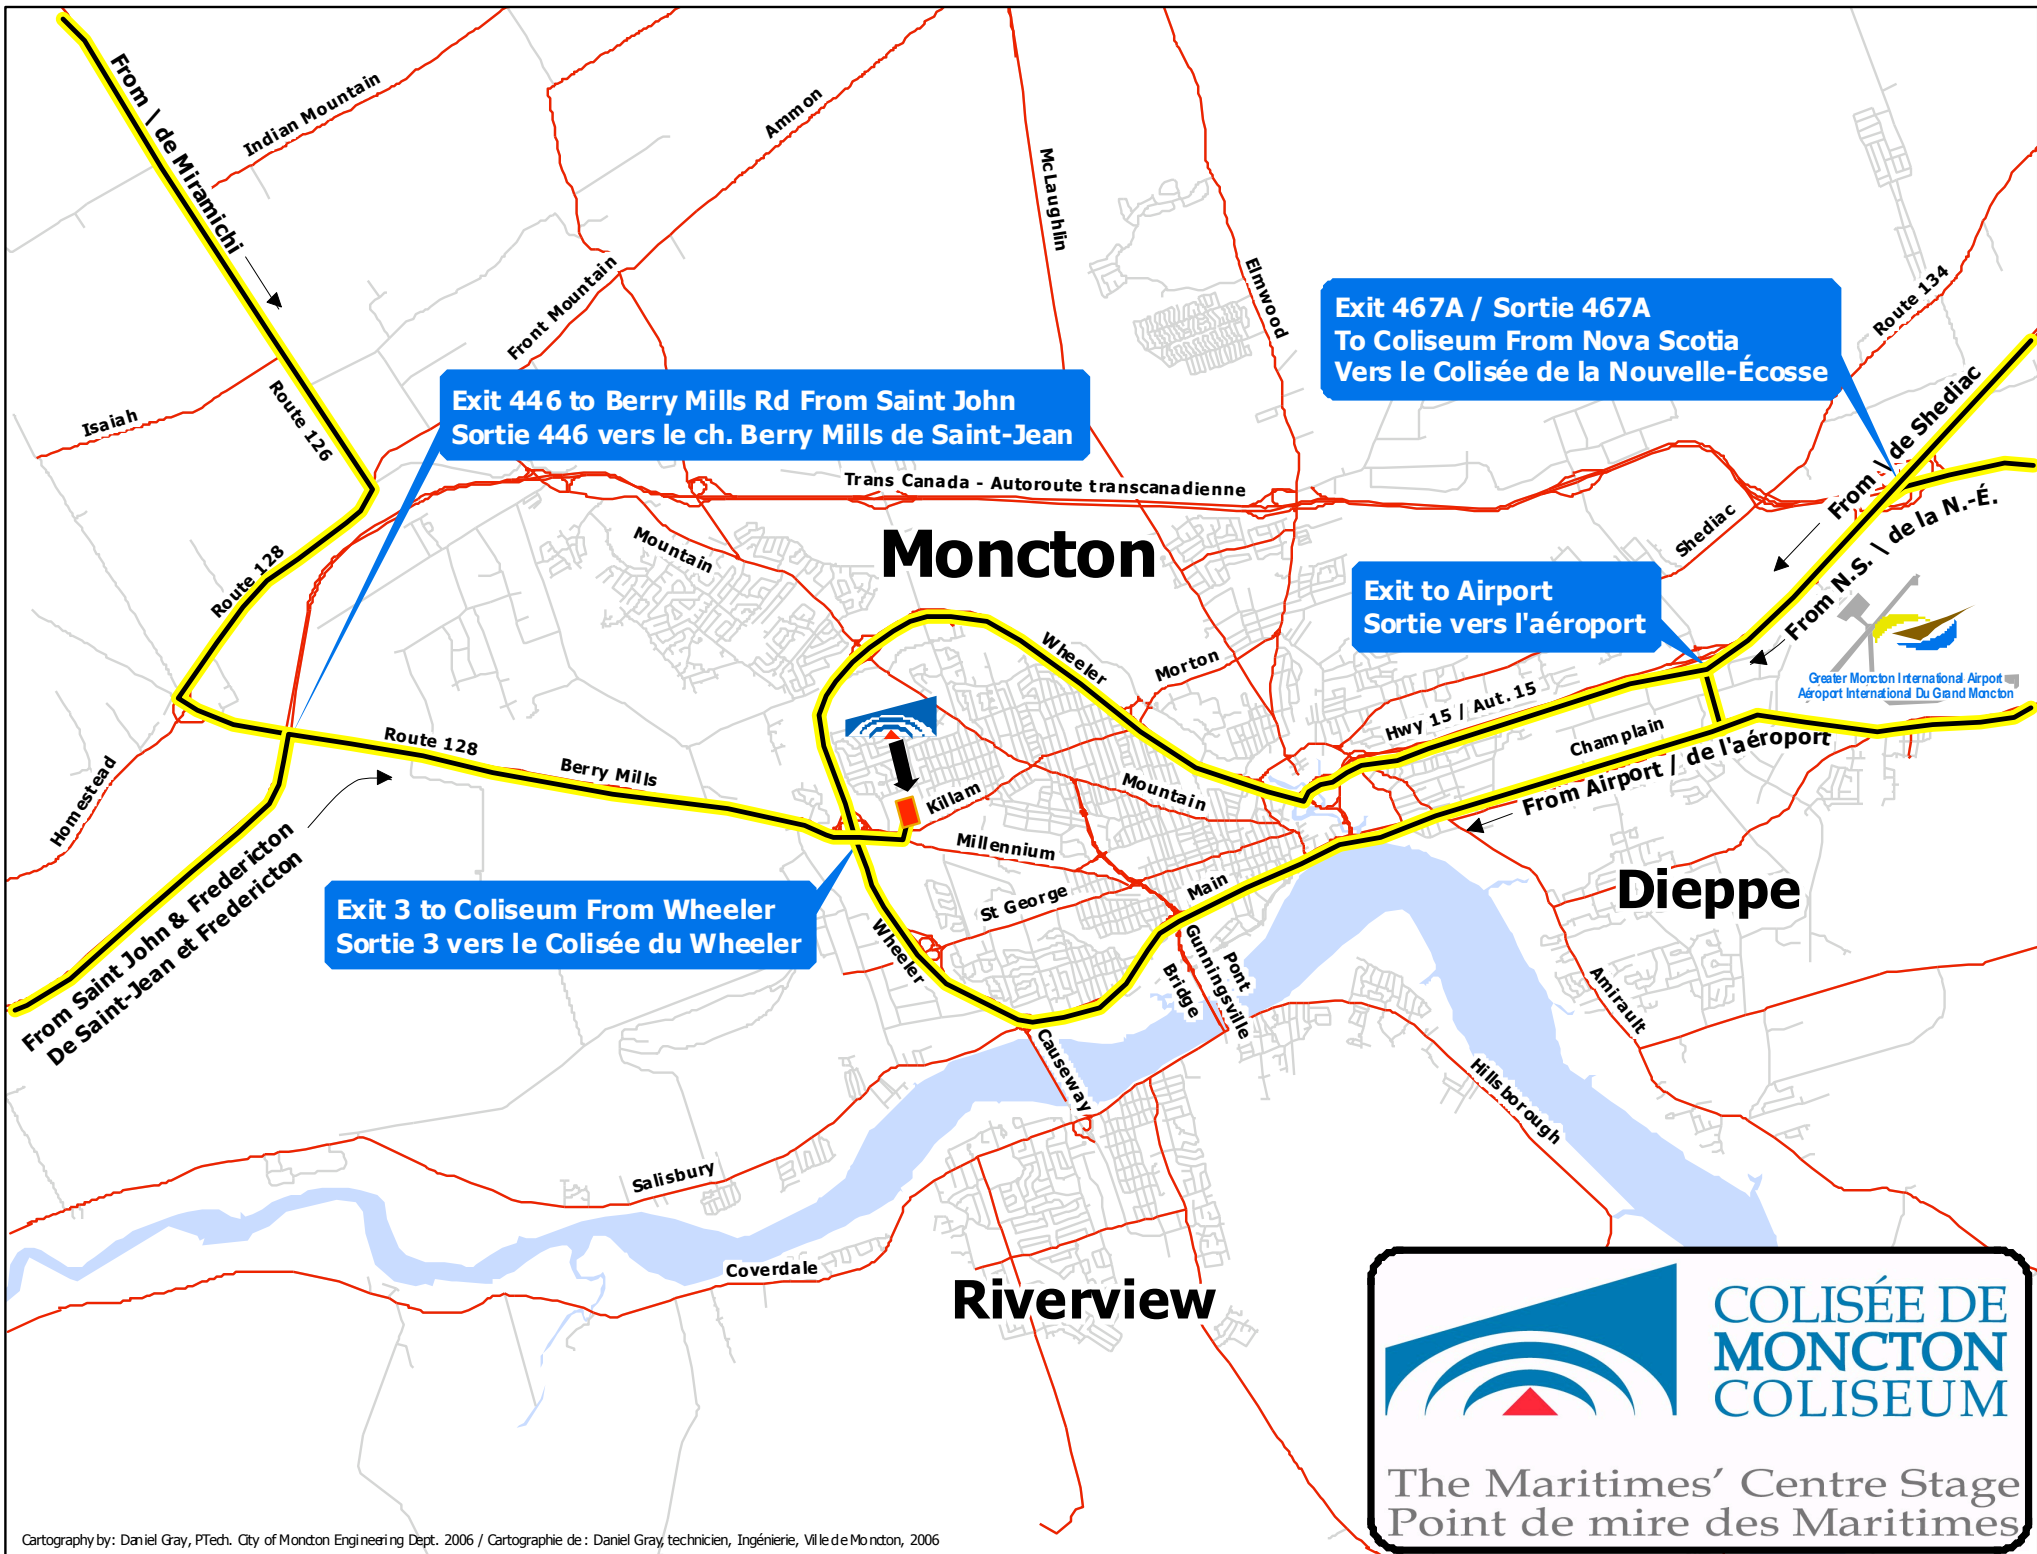 From \ de Miramichi
Indian Mountain
Ammon
McLaughlin
Elmwood
Front Mountain
Route 134
Exit 467A / Sortie 467A
To Coliseum From Nova Scotia
Vers le Colisée de la Nouvelle-Écosse
Isaiah
Route 126
Exit 446 to Berry Mills Rd From Saint John
Sortie 446 vers le ch. Berry Mills de Saint-Jean
From \ de Shediac
Trans Canada - Autoroute transcanadienne
From N.S. \ de la N.-É.
Shediac
Mountain
Moncton
Route 128
Exit to Airport
Sortie vers l'aéroport
Wheeler
Morton
Greater Moncton International Airport
Aéroport International Du Grand Moncton
Hwy 15 / Aut. 15
Champlain
Route 128
Berry Mills
From Airport / de l'aéroport
Mountain
Killam
Homestead
Millennium
Main
St George
Dieppe
From Saint John & Fredericton
De Saint-Jean et Fredericton
Exit 3 to Coliseum From Wheeler
Sortie 3 vers le Colisée du Wheeler
Wheeler
Pont
Gunningsville
Bridge
Amirault
Causeway
Hillsborough
Salisbury
Coverdale
Riverview
COLISÉE DE
MONCTON
COLISEUM
The Maritimes' Centre Stage
Point de mire des Maritimes
Cartography by: Daniel Gray, PTech. City of Moncton Engineering Dept. 2006 / Cartographie de : Daniel Gray, technicien, Ingénierie, Ville de Moncton, 2006